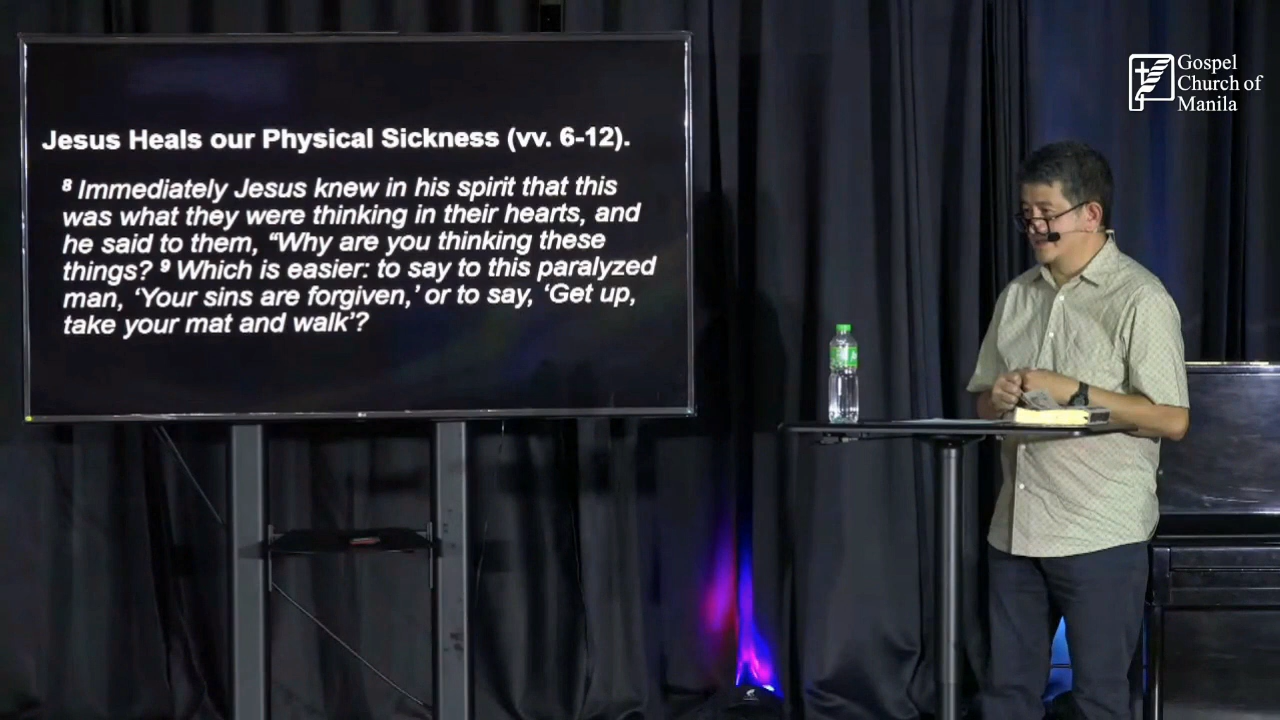 Jesus Heals our Physical Sickness (vv. 6-12).
⁸ Immediately Jesus knew in his spirit that this
was what they were thinking in their hearts, and
he said to them, “Why are you thinking these
things? ⁹ Which is easier: to say to this paralyzed
man, ‘Your sins are forgiven,’ or to say, ‘Get up,
take your mat and walk’?
Gospel
Church of
Manila